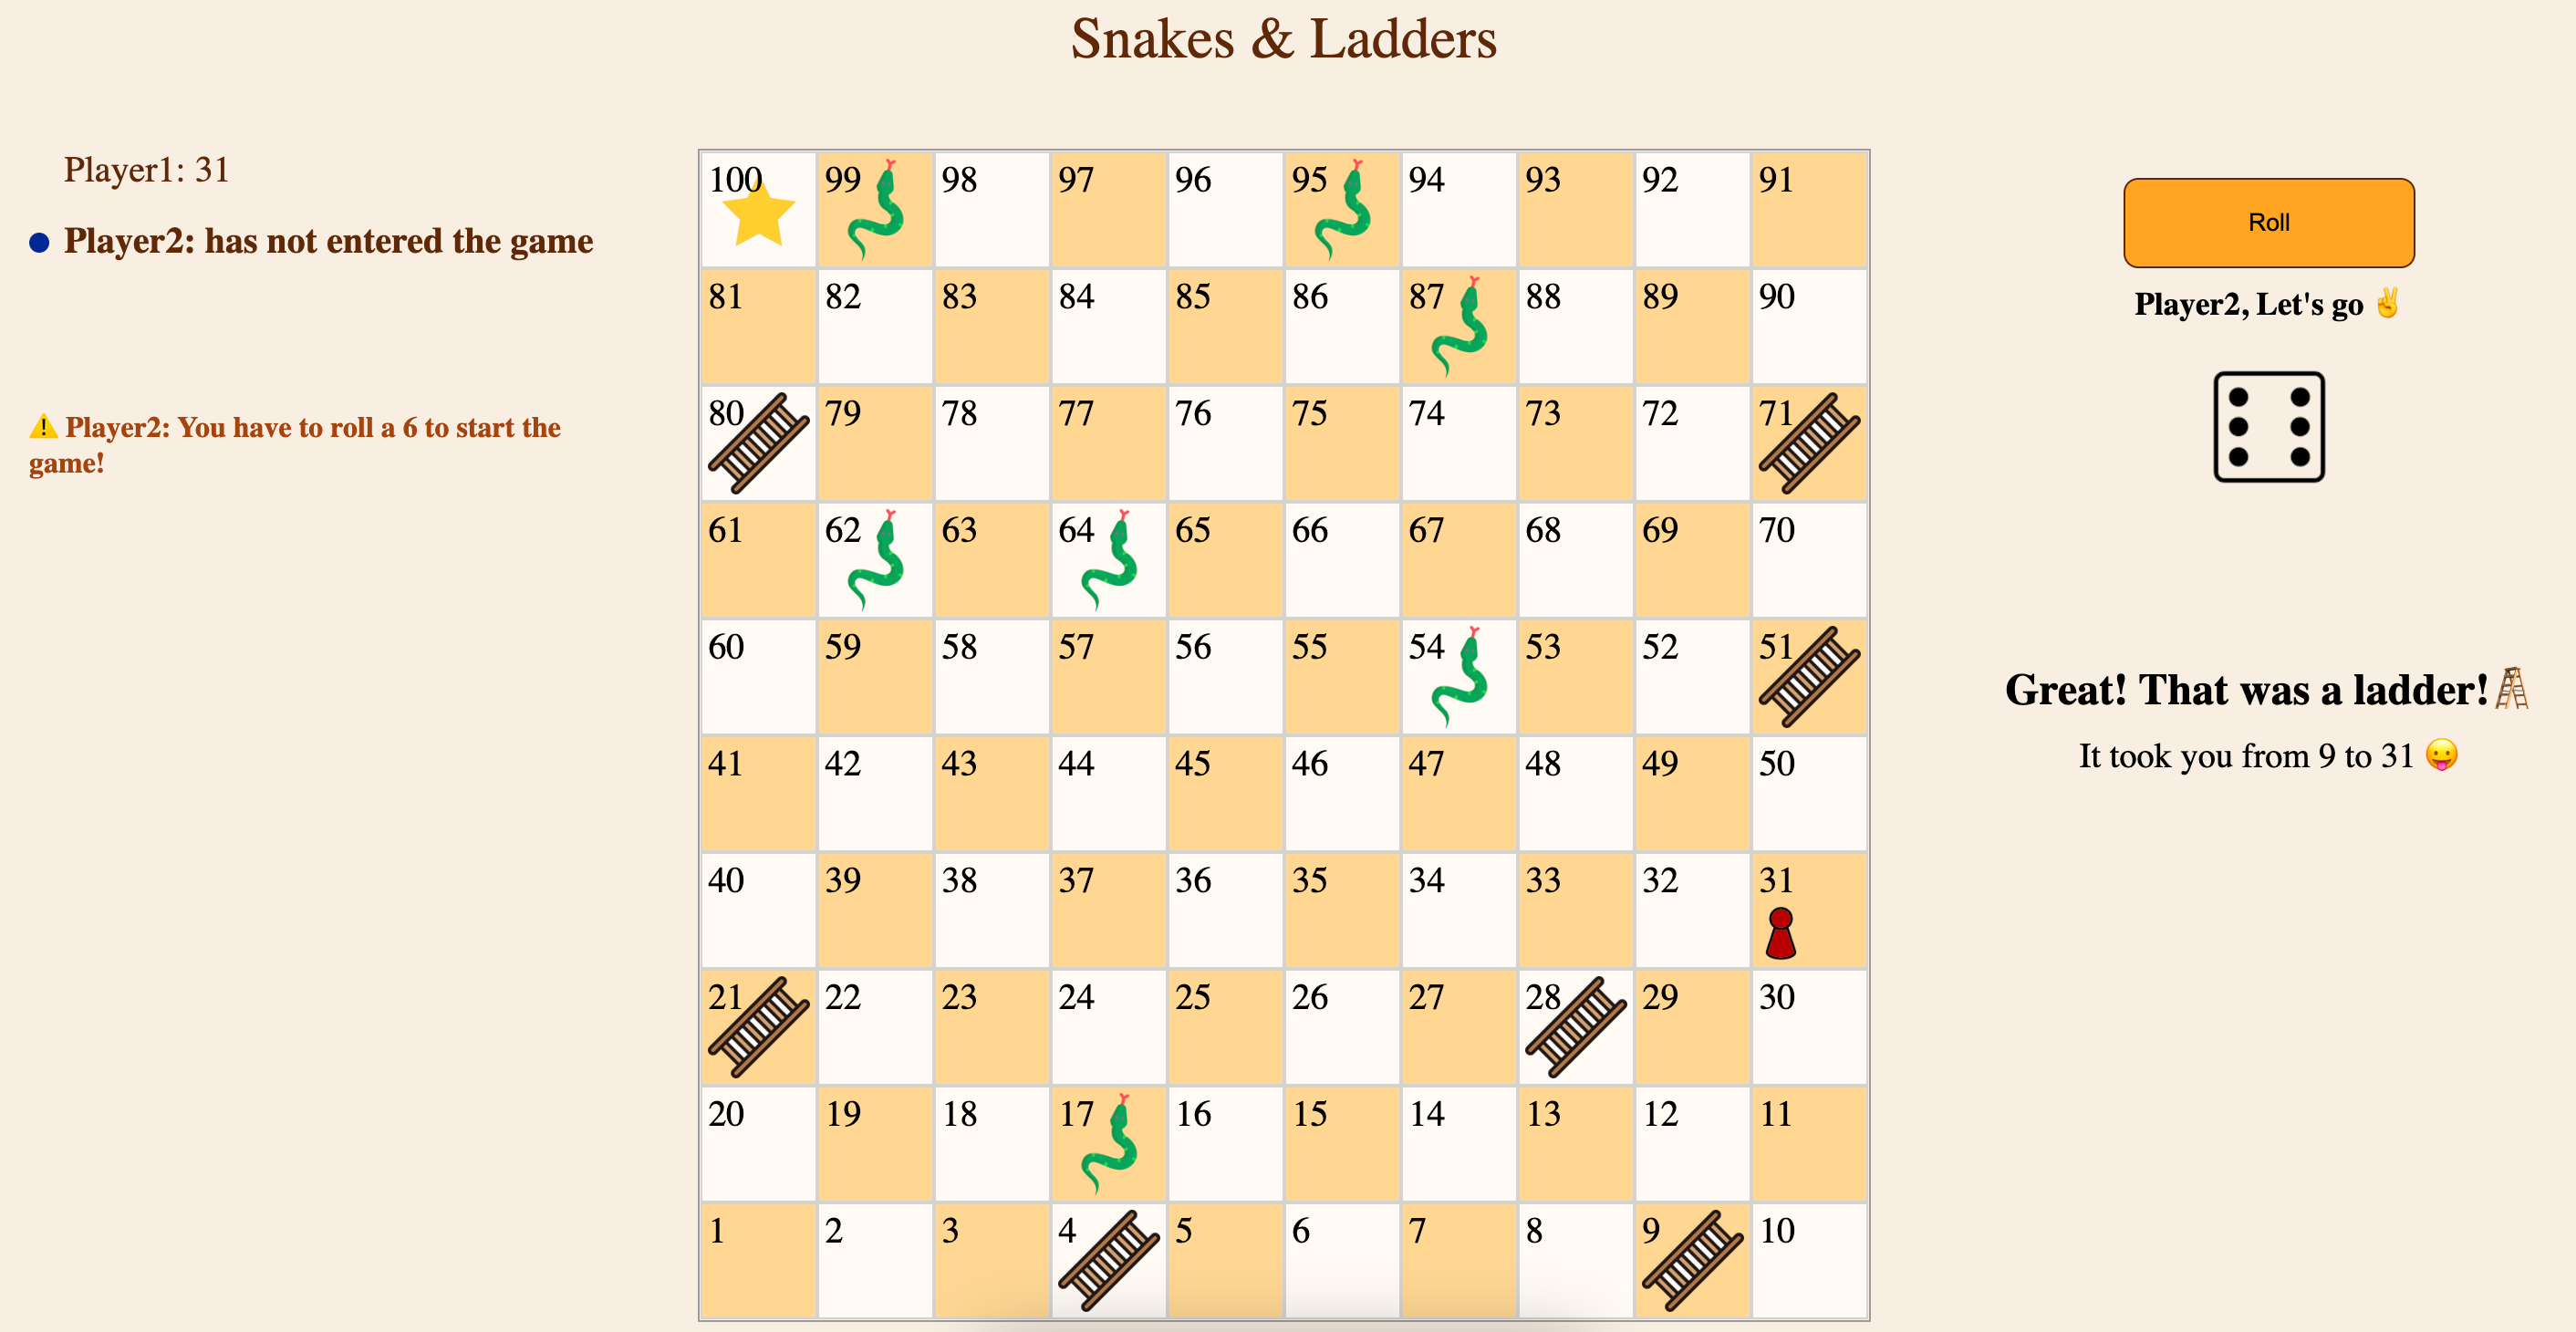 Snakes & Ladders
Player1: 31
Player2: has not entered the game
Player2: You have to roll a 6 to start the
game!
100 99 98 97 96 95 94 93 92 91
81 82 83 84 85 86 87 88 89 90
80 79 78 77 76 75 74 73 72 71
61 62 63 64 65 66 67 68 69 70
60 59 58 57 56 55 54 53 52 51
41 42 43 44 45 46 47 48 49 50
40 39 38 37 36 35 34 33 32 31
21 22 23 24 25 26 27 28 29 30
20 19 18 17 16 15 14 13 12 11
1 2 3 4 5 6 7 8 9 10
Roll
Player2, Let's go ✌️
Great! That was a ladder!🪜
It took you from 9 to 31 😛